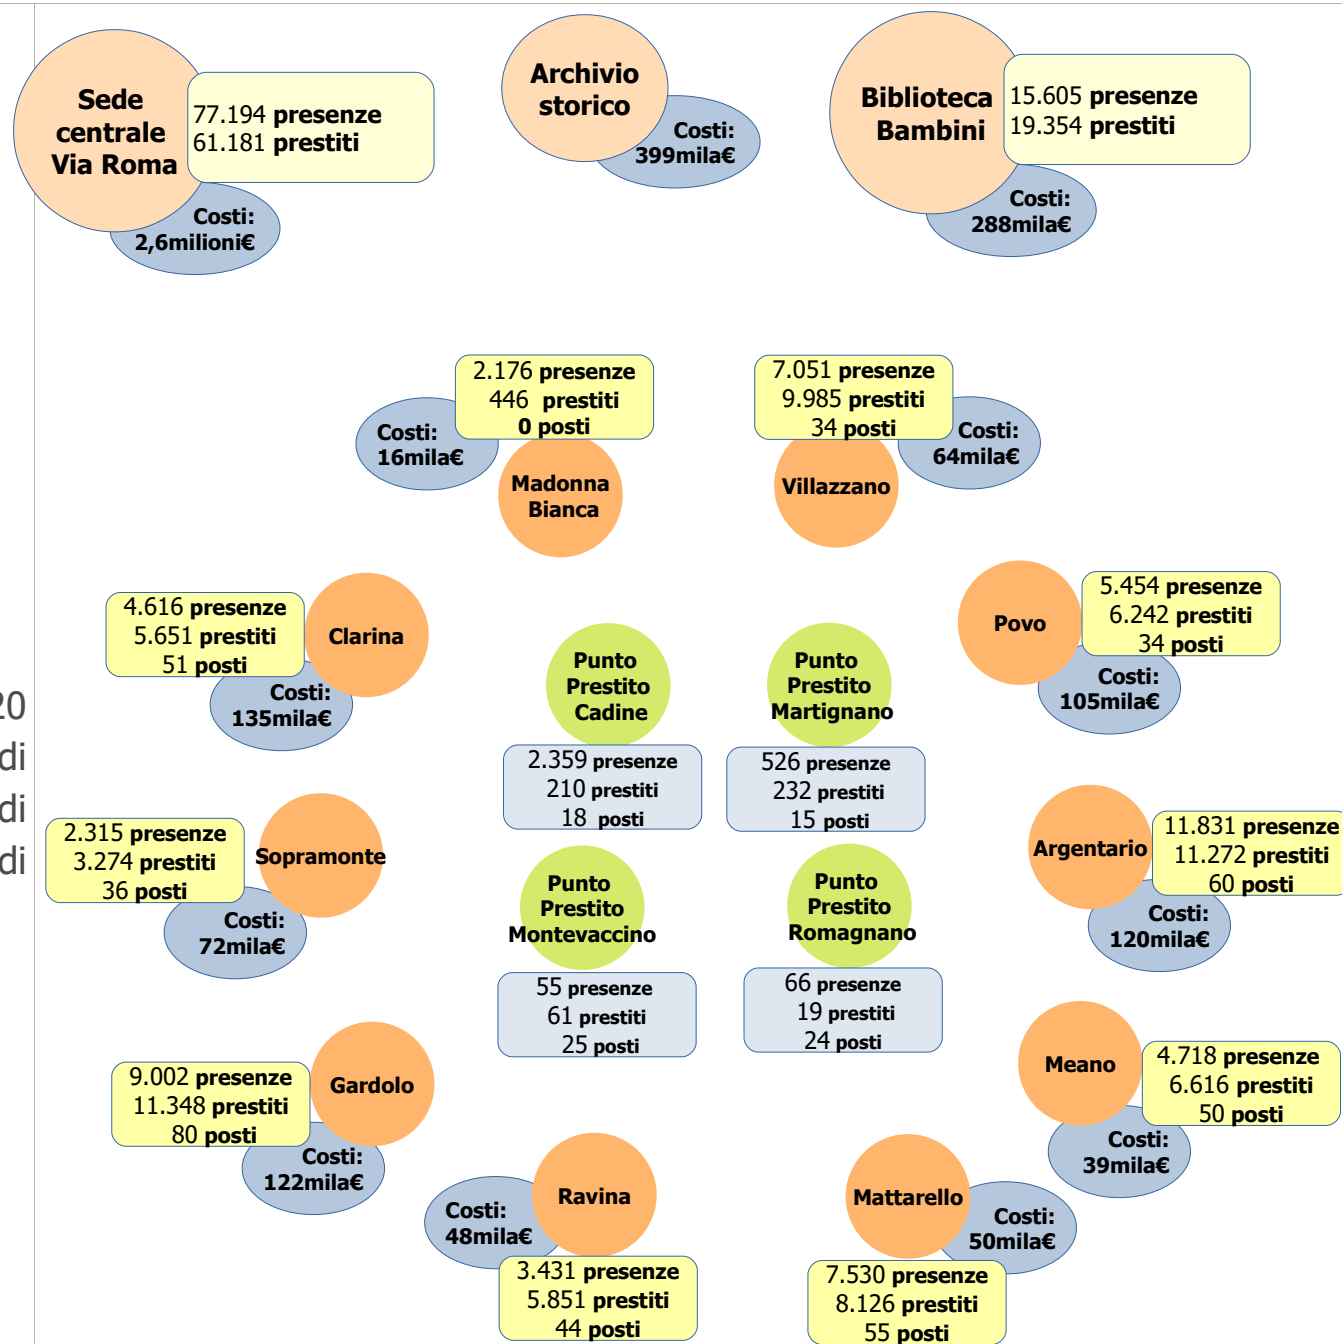 Sede
centrale
Via Roma
77.194 presenze
61.181 prestiti
Costi:
2,6milioni€
Archivio
storico
Costi:
399mila€
Biblioteca
Bambini
15.605 presenze
19.354 prestiti
Costi:
288mila€
2.176 presenze
446 prestiti
0 posti
Costi:
16mila€
Madonna
Bianca
7.051 presenze
9.985 prestiti
34 posti
Costi:
64mila€
Villazzano
4.616 presenze
5.651 prestiti
51 posti
Clarina
Costi:
135mila€
Punto
Prestito
Cadine
2.359 presenze
210 prestiti
18 posti
Punto
Prestito
Martignano
526 presenze
232 prestiti
15 posti
Povo
5.454 presenze
6.242 prestiti
34 posti
Costi:
105mila€
20
di
di
di
2.315 presenze
3.274 prestiti
36 posti
Sopramonte
Costi:
72mila€
Punto
Prestito
Montevaccino
55 presenze
61 prestiti
25 posti
Punto
Prestito
Romagnano
66 presenze
19 prestiti
24 posti
Argentario
11.831 presenze
11.272 prestiti
60 posti
Costi:
120mila€
9.002 presenze
11.348 prestiti
80 posti
Gardolo
Costi:
122mila€
Meano
4.718 presenze
6.616 prestiti
50 posti
Costi:
39mila€
Ravina
Costi:
48mila€
3.431 presenze
5.851 prestiti
44 posti
Mattarello
Costi:
50mila€
7.530 presenze
8.126 prestiti
55 posti